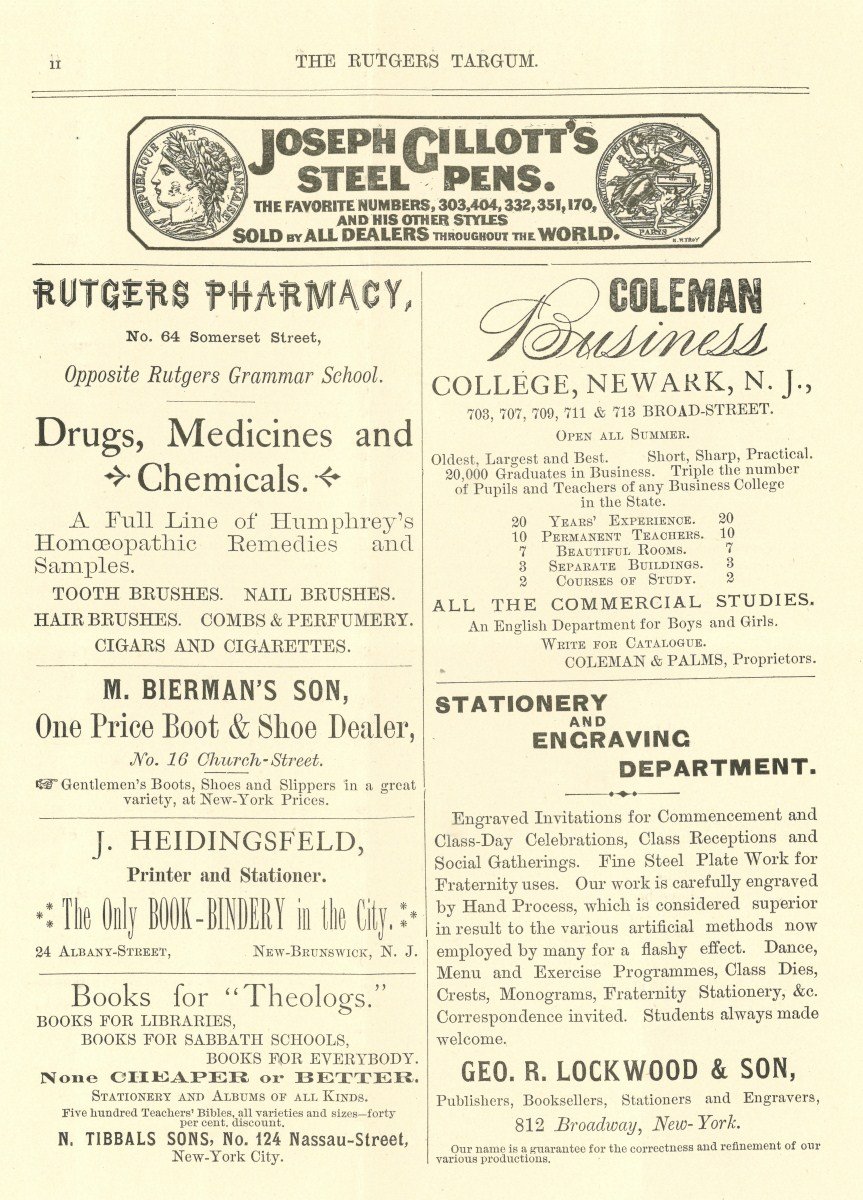 II
THE RUTGERS TARGUM.
REPUBLIQUE FRANÇAISE
JOSEPH GILLOTT'S
STEEL PENS.
THE FAVORITE NUMBERS, 303, 404, 332, 351, 170,
AND HIS OTHER STYLES
SOLD BY ALL DEALERS THROUGHOUT THE WORLD.
PARIS
RUTGERS PHARMACY,
No. 64 Somerset Street,
Opposite Rutgers Grammar School.
Drugs, Medicines and
Chemicals.
A Full Line of Humphrey's
Homœopathic Remedies and
Samples.
TOOTH BRUSHES. NAIL BRUSHES.
HAIR BRUSHES. COMBS & PERFUMERY.
CIGARS AND CIGARETTES.
M. BIERMAN'S SON,
One Price Boot & Shoe Dealer,
No. 16 Church-Street.
☞ Gentlemen's Boots, Shoes and Slippers in a great
variety, at New-York Prices.
J. HEIDINGSFELD,
Printer and Stationer.
The Only BOOK-BINDERY in the City.
24 ALBANY-STREET, NEW-BRUNSWICK, N. J.
Books for "Theologs."
BOOKS FOR LIBRARIES,
BOOKS FOR SABBATH SCHOOLS,
BOOKS FOR EVERYBODY.
None CHEAPER or BETTER.
STATIONERY AND ALBUMS OF ALL KINDS.
Five hundred Teachers' Bibles, all varieties and sizes—forty
per cent. discount.
N. TIBBALS SONS, No. 124 Nassau-Street,
New-York City.
COLEMAN
Business
COLLEGE, NEWARK, N. J.,
703, 707, 709, 711 & 713 BROAD-STREET.
OPEN ALL SUMMER.
Oldest, Largest and Best. Short, Sharp, Practical.
20,000 Graduates in Business. Triple the number
of Pupils and Teachers of any Business College
in the State.
20 YEARS' EXPERIENCE. 20
10 PERMANENT TEACHERS. 10
7 BEAUTIFUL ROOMS. 7
3 SEPARATE BUILDINGS. 3
2 COURSES OF STUDY. 2
ALL THE COMMERCIAL STUDIES.
An English Department for Boys and Girls.
WRITE FOR CATALOGUE.
COLEMAN & PALMS, Proprietors.
STATIONERY
AND
ENGRAVING
DEPARTMENT.
Engraved Invitations for Commencement and
Class-Day Celebrations, Class Receptions and
Social Gatherings. Fine Steel Plate Work for
Fraternity uses. Our work is carefully engraved
by Hand Process, which is considered superior
in result to the various artificial methods now
employed by many for a flashy effect. Dance,
Menu and Exercise Programmes, Class Dies,
Crests, Monograms, Fraternity Stationery, &c.
Correspondence invited. Students always made
welcome.
GEO. R. LOCKWOOD & SON,
Publishers, Booksellers, Stationers and Engravers,
812 Broadway, New-York.
Our name is a guarantee for the correctness and refinement of our
various productions.